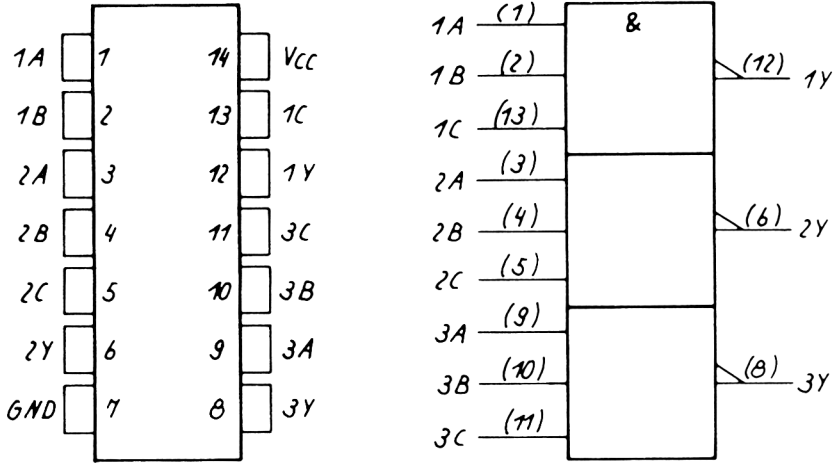 1A 1 14 VCC
1B 2 13 1C
2A 3 12 1Y
2B 4 11 3C
2C 5 10 3B
2Y 6 9 3A
GND 7 8 3Y
1A (1) &
1B (2) (12) 1Y
1C (13)
2A (3)
2B (4) (6) 2Y
2C (5)
3A (9)
3B (10) (8) 3Y
3C (11)